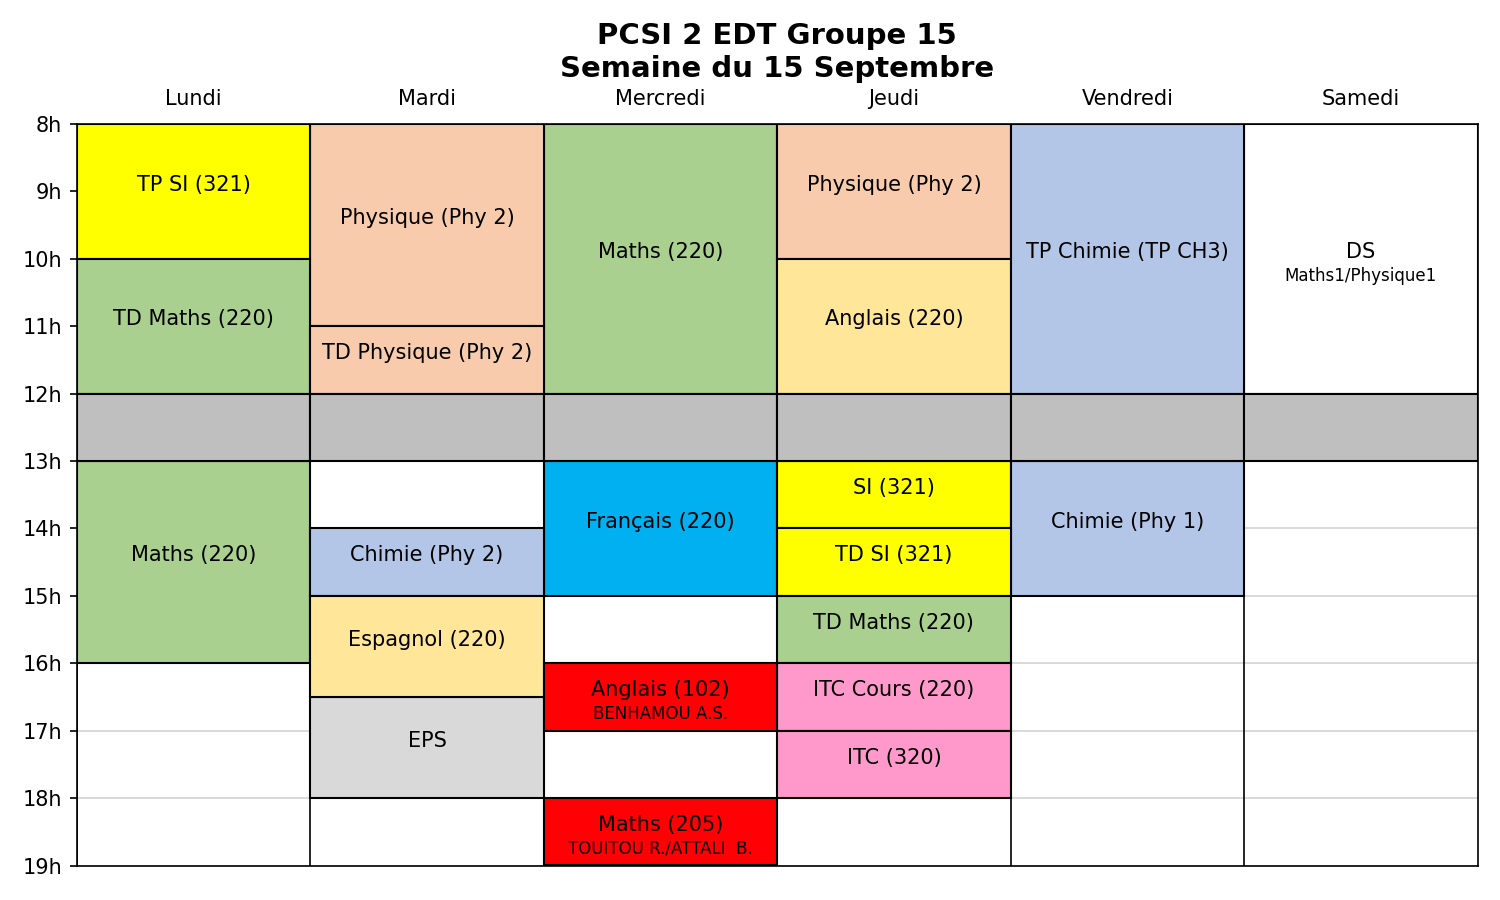 PCSI 2 EDT Groupe 15
Semaine du 15 Septembre
Lundi
Mardi
Mercredi
Jeudi
Vendredi
Samedi
8h
9h
10h
11h
12h
13h
14h
15h
16h
17h
18h
19h
TP SI (321)
TD Maths (220)
Maths (220)
Physique (Phy 2)
TD Physique (Phy 2)
Chimie (Phy 2)
Espagnol (220)
EPS
Maths (220)
Français (220)
Anglais (102)
BENHAMOU A.S.
Maths (205)
TOUITOU R./ATTALI  B.
Physique (Phy 2)
Anglais (220)
SI (321)
TD SI (321)
TD Maths (220)
ITC Cours (220)
ITC (320)
TP Chimie (TP CH3)
Chimie (Phy 1)
DS
Maths1/Physique1